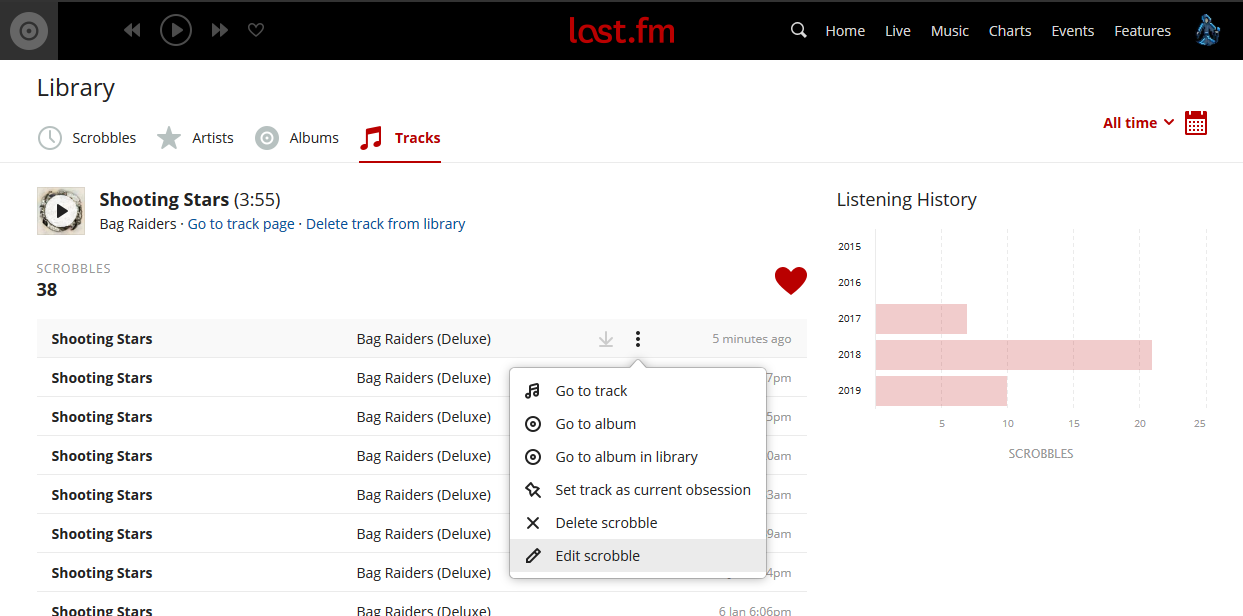 last.fm
Home Live Music Charts Events Features
Library
Scrobbles Artists Albums Tracks
All time
Shooting Stars (3:55)
Bag Raiders · Go to track page · Delete track from library
SCROBBLES
38
Shooting Stars Bag Raiders (Deluxe) 5 minutes ago
Shooting Stars Bag Raiders (Deluxe) 7pm
Shooting Stars Bag Raiders (Deluxe) 5pm
Shooting Stars Bag Raiders (Deluxe) 0am
Shooting Stars Bag Raiders (Deluxe) 3am
Shooting Stars Bag Raiders (Deluxe) 9am
Shooting Stars Bag Raiders (Deluxe) 4pm
Shooting Stars Bag Raiders (Deluxe) 6 Jan 6:06pm
Go to track
Go to album
Go to album in library
Set track as current obsession
Delete scrobble
Edit scrobble
Listening History
2015
2016
2017
2018
2019
5 10 15 20 25
SCROBBLES